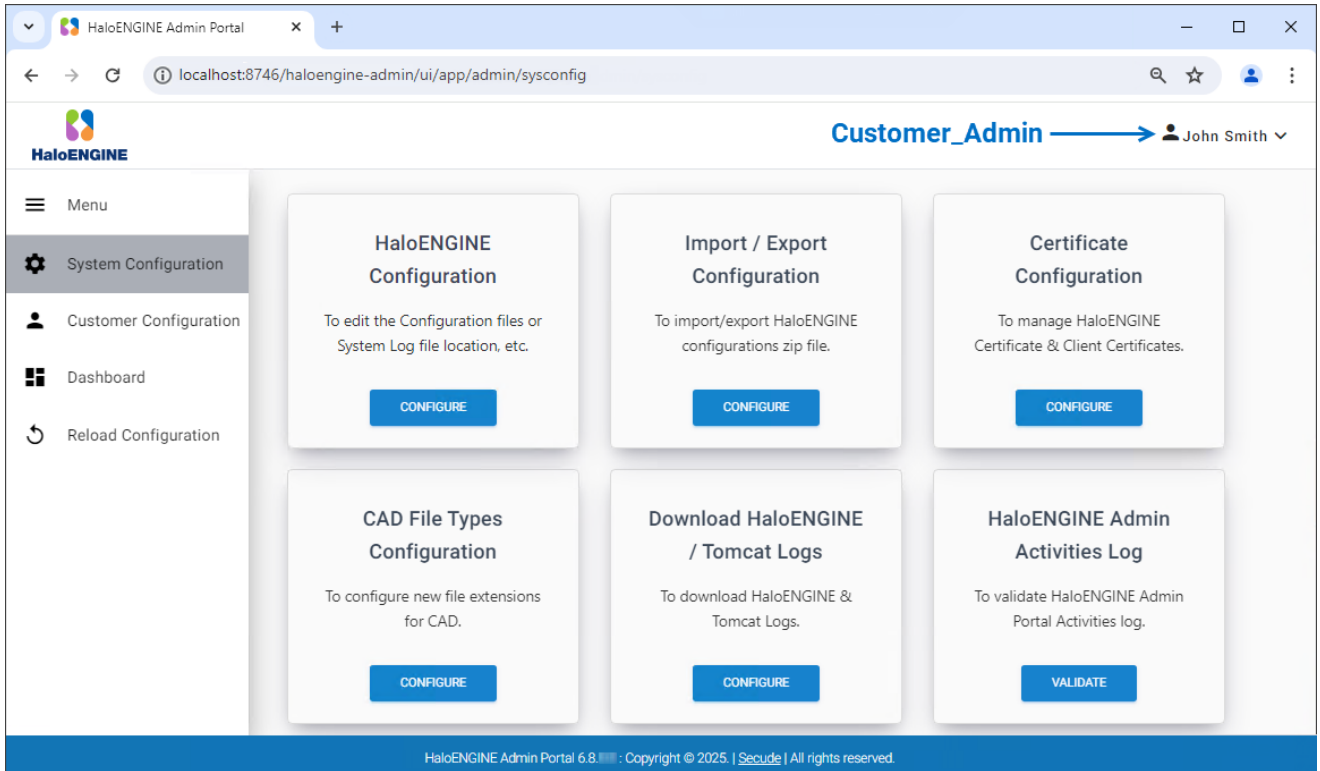 HaloENGINE Admin Portal
localhost:8746/haloengine-admin/ui/app/admin/sysconfig
HaloENGINE
Customer_Admin
John Smith
Menu
System Configuration
Customer Configuration
Dashboard
Reload Configuration
HaloENGINE
Configuration
To edit the Configuration files or
System Log file location, etc.
CONFIGURE
Import / Export
Configuration
To import/export HaloENGINE
configurations zip file.
CONFIGURE
Certificate
Configuration
To manage HaloENGINE
Certificate & Client Certificates.
CONFIGURE
CAD File Types
Configuration
To configure new file extensions
for CAD.
CONFIGURE
Download HaloENGINE
/ Tomcat Logs
To download HaloENGINE &
Tomcat Logs.
CONFIGURE
HaloENGINE Admin
Activities Log
To validate HaloENGINE Admin
Portal Activities log.
VALIDATE
HaloENGINE Admin Portal 6.8. : Copyright © 2025. | Secude | All rights reserved.